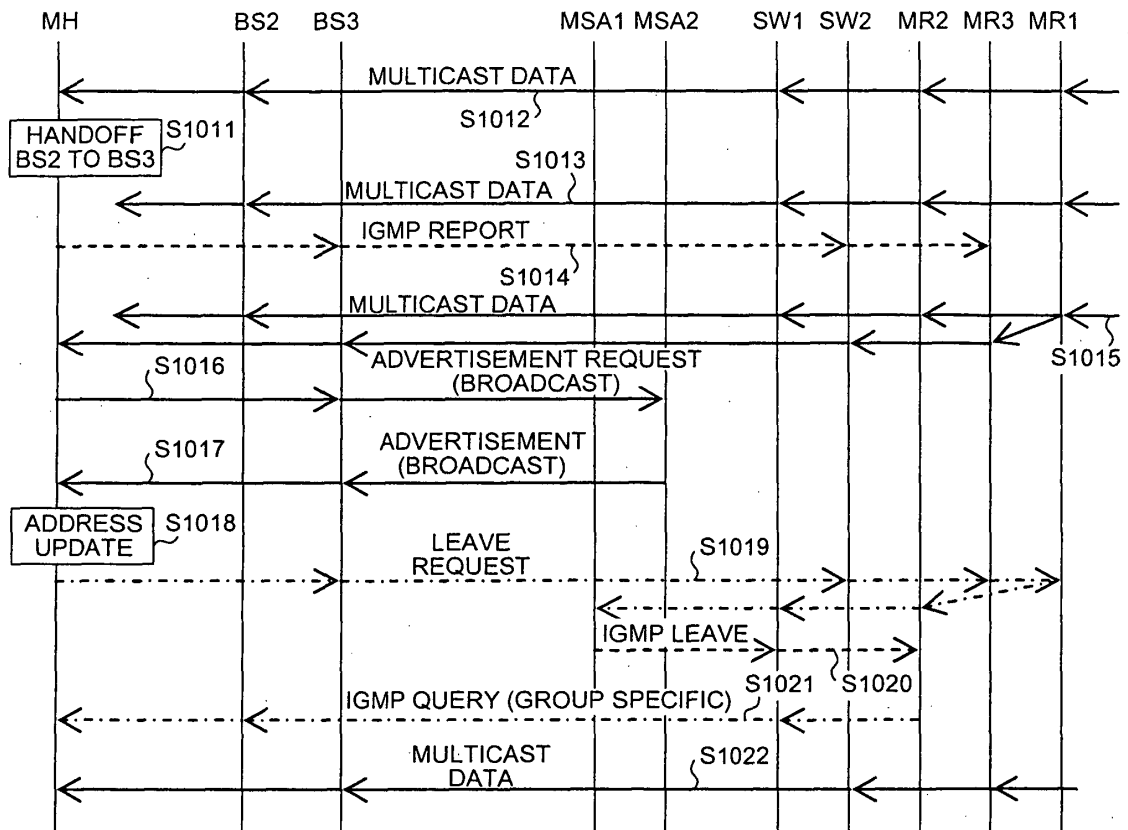 MH BS2 BS3 MSA1 MSA2 SW1 SW2 MR2 MR3 MR1
MULTICAST DATA
S1012
HANDOFF
BS2 TO BS3
S1011
S1013
MULTICAST DATA
IGMP REPORT
S1014
MULTICAST DATA
S1015
S1016
ADVERTISEMENT REQUEST
(BROADCAST)
S1017
ADVERTISEMENT
(BROADCAST)
ADDRESS
UPDATE
S1018
LEAVE
REQUEST
S1019
IGMP LEAVE
S1020
IGMP QUERY (GROUP SPECIFIC)
S1021
MULTICAST
DATA
S1022